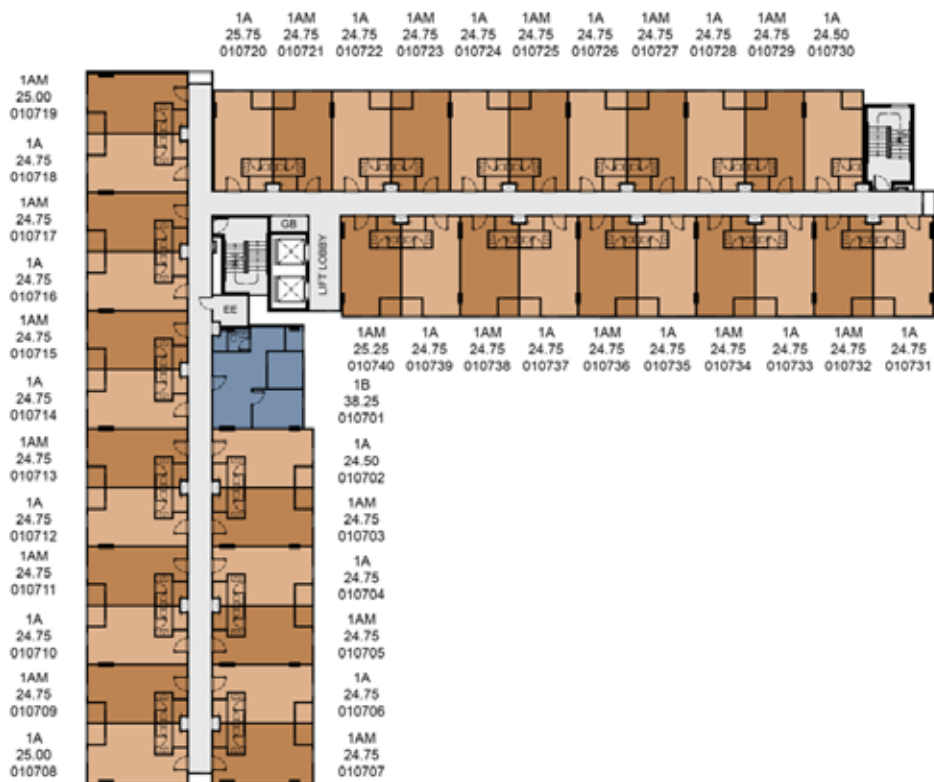 1A
25.75
010720
1AM
24.75
010721
1A
24.75
010722
1AM
24.75
010723
1A
24.75
010724
1AM
24.75
010725
1A
24.75
010726
1AM
24.75
010727
1A
24.75
010728
1AM
24.75
010729
1A
24.50
010730
1AM
25.00
010719
1A
24.75
010718
1AM
24.75
010717
1A
24.75
010716
1AM
24.75
010715
1A
24.75
010714
1AM
24.75
010713
1A
24.75
010712
1AM
24.75
010711
1A
24.75
010710
1AM
24.75
010709
1A
25.00
010708
GB
LIFT LOBBY
EE
1AM
25.25
010740
1A
24.75
010739
1AM
24.75
010738
1A
24.75
010737
1AM
24.75
010736
1A
24.75
010735
1AM
24.75
010734
1A
24.75
010733
1AM
24.75
010732
1A
24.75
010731
1B
38.25
010701
1A
24.50
010702
1AM
24.75
010703
1A
24.75
010704
1AM
24.75
010705
1A
24.75
010706
1AM
24.75
010707